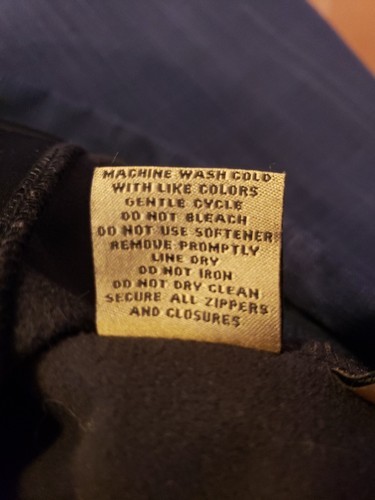 MACHINE WASH COLD
WITH LIKE COLORS
GENTLE CYCLE
DO NOT BLEACH
DO NOT USE SOFTENER
REMOVE PROMPTLY
LINE DRY
DO NOT IRON
DO NOT DRY CLEAN
SECURE ALL ZIPPERS
AND CLOSURES